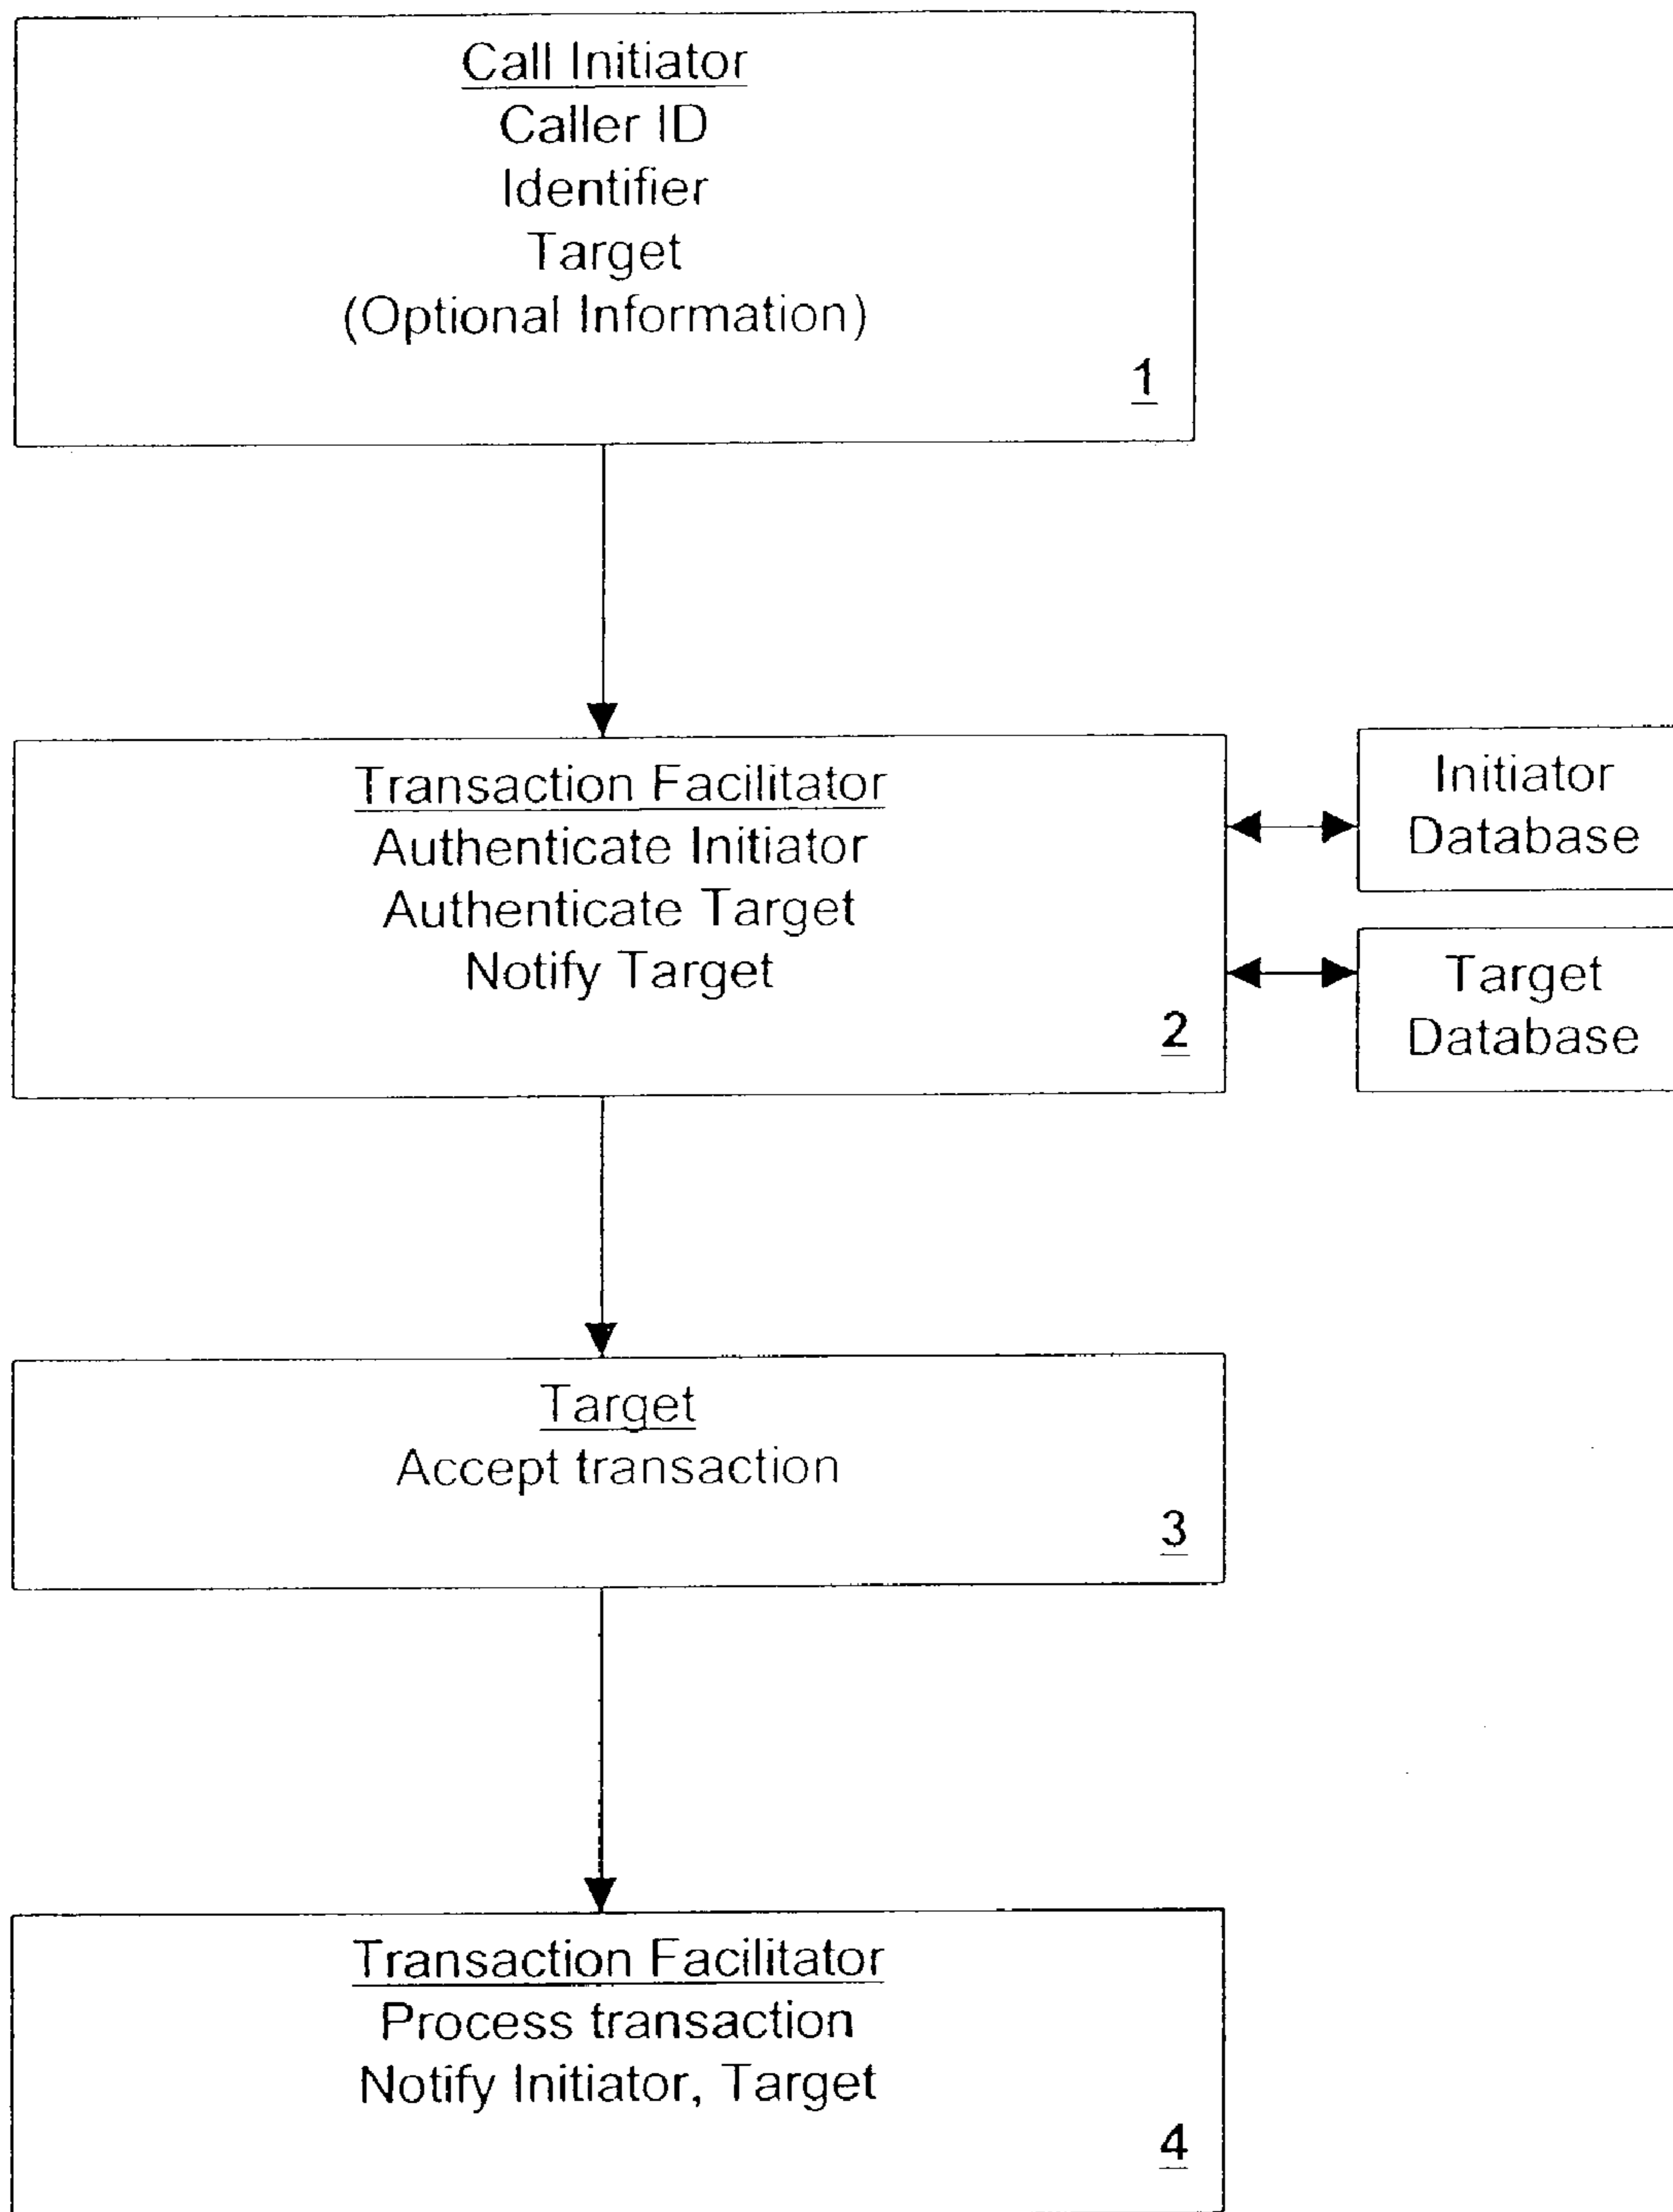 Call Initiator
Caller ID
Identifier
Target
(Optional Information)
1
Transaction Facilitator
Authenticate Initiator
Authenticate Target
Notify Target
2
Initiator
Database
Target
Database
Target
Accept transaction
3
Transaction Facilitator
Process transaction
Notify Initiator, Target
4